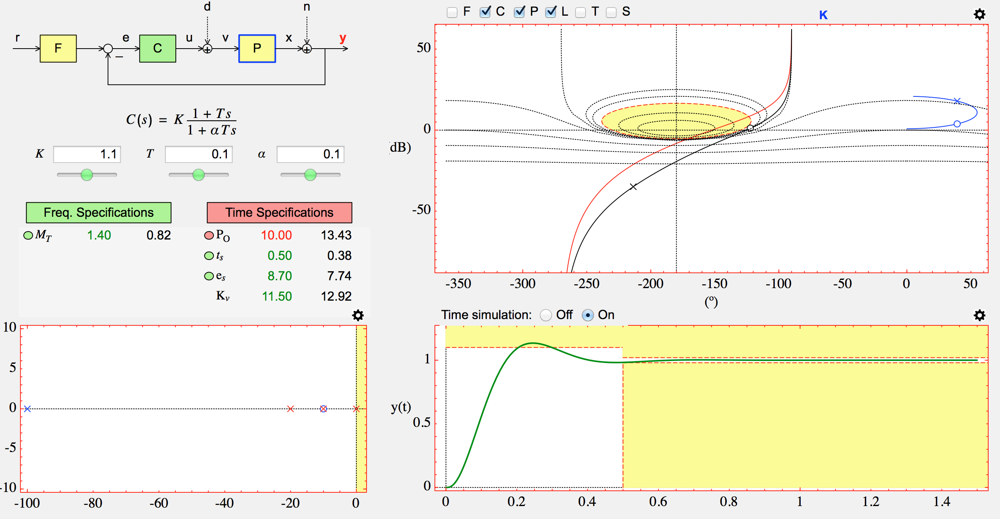 d n
r F e C u + v P x + y
−
C(s) = K 1 + Ts / 1 + αTs
K 1.1 T 0.1 α 0.1
Freq. Specifications
M_T 1.40 0.82
Time Specifications
P_O 10.00 13.43
t_s 0.50 0.38
e_s 8.70 7.74
K_v 11.50 12.92
10
5
0
-5
-10
-100 -80 -60 -40 -20 0
F C P L T S K
50
0
dB)
-50
-350 -300 -250 -200 -150 -100 -50 0 50
(º)
Time simulation: Off On
1
y(t)
0.5
0
0 0.2 0.4 0.6 0.8 1 1.2 1.4